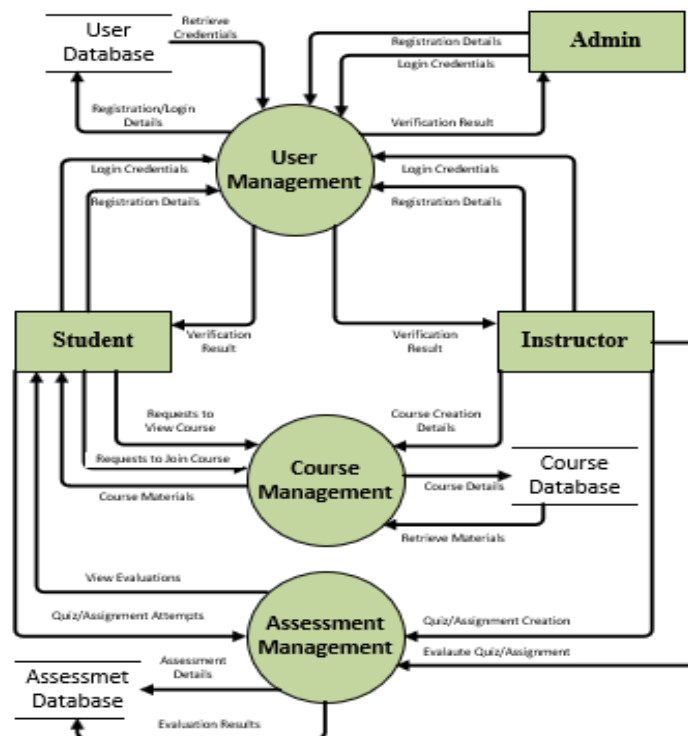 User
Database
Retrieve
Credentials
Registration Details
Login Credentials
Admin
Registration/Login
Details
Verification Result
User
Management
Login Credentials
Registration Details
Login Credentials
Registration Details
Student
Verification
Result
Verification
Result
Instructor
Requests to
View Course
Course Creation
Details
Requests to Join Course
Course Materials
Course
Management
Course Details
Course
Database
Retrieve Materials
View Evaluations
Quiz/Assignment Attempts
Assessment
Management
Quiz/Assignment Creation
Evalaute Quiz/Assignment
Assessmet
Database
Assessment
Details
Evaluation Results